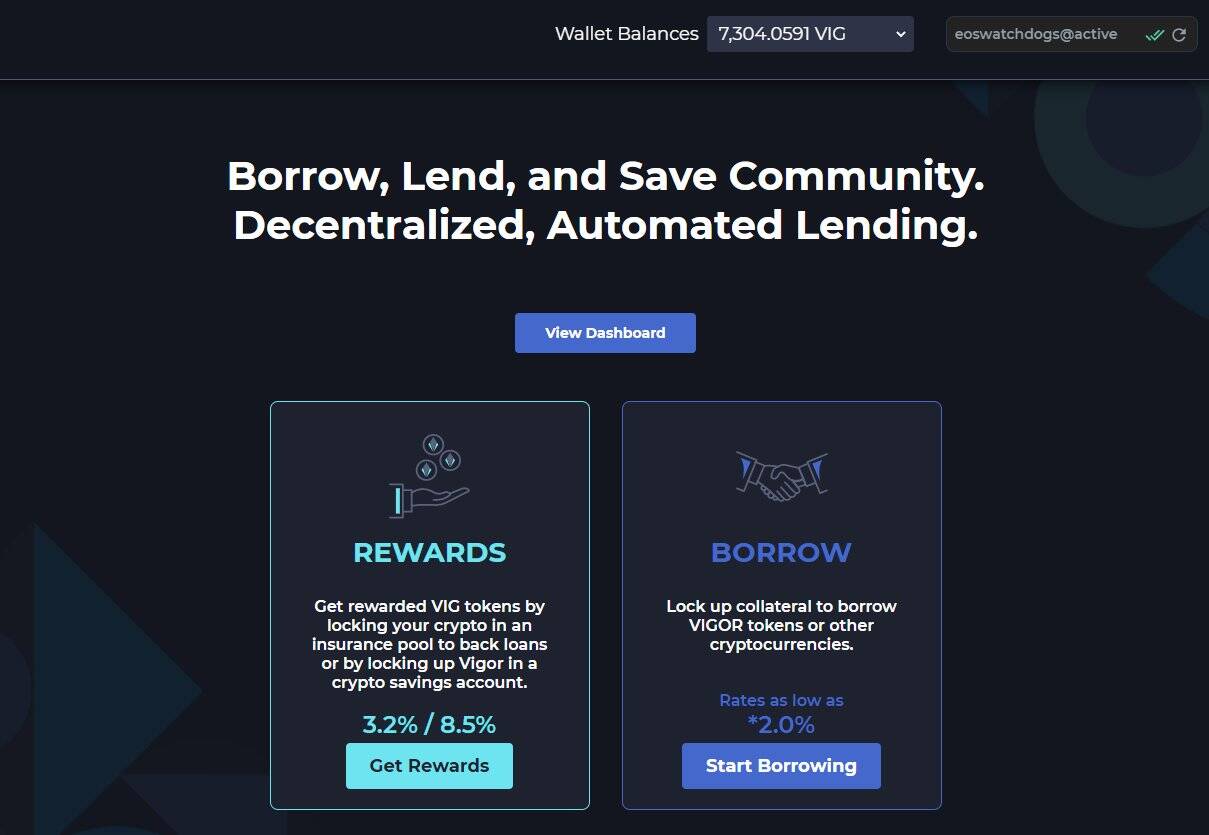 Wallet Balances 7,304.0591 VIG eoswatchdogs@active
Borrow, Lend, and Save Community.
Decentralized, Automated Lending.
View Dashboard
REWARDS
Get rewarded VIG tokens by
locking your crypto in an
insurance pool to back loans
or by locking up Vigor in a
crypto savings account.
3.2% / 8.5%
Get Rewards
BORROW
Lock up collateral to borrow
VIGOR tokens or other
cryptocurrencies.
Rates as low as
*2.0%
Start Borrowing